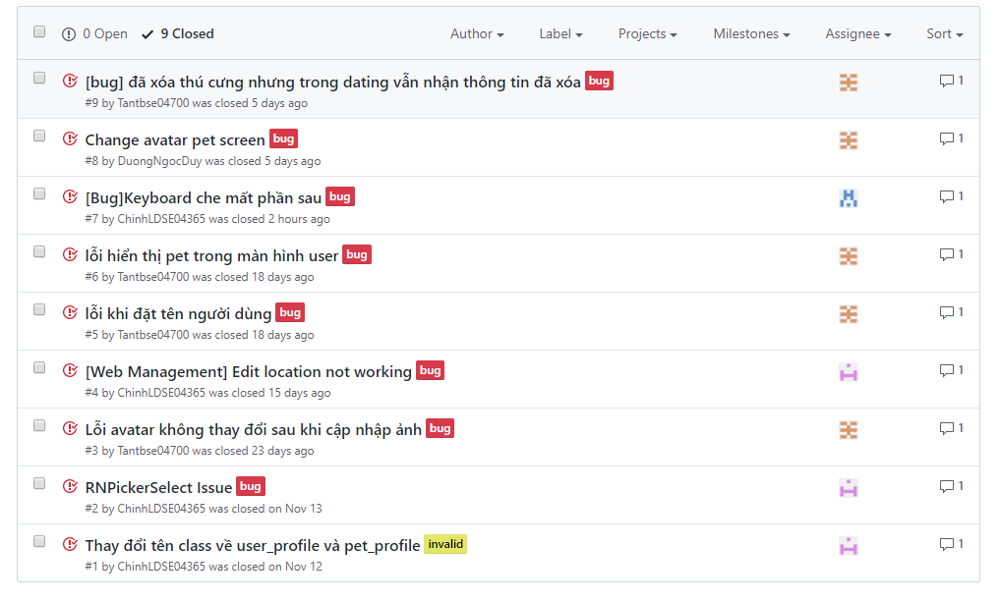 0 Open 9 Closed Author Label Projects Milestones Assignee Sort
[bug] đã xóa thú cưng nhưng trong dating vẫn nhận thông tin đã xóa bug 1
#9 by Tantbse04700 was closed 5 days ago
Change avatar pet screen bug 1
#8 by DuongNgocDuy was closed 5 days ago
[Bug]Keyboard che mất phần sau bug 1
#7 by ChinhLDSE04365 was closed 2 hours ago
lỗi hiển thị pet trong màn hình user bug 1
#6 by Tantbse04700 was closed 18 days ago
lỗi khi đặt tên người dùng bug 1
#5 by Tantbse04700 was closed 18 days ago
[Web Management] Edit location not working bug 1
#4 by ChinhLDSE04365 was closed 15 days ago
Lỗi avatar không thay đổi sau khi cập nhập ảnh bug 1
#3 by Tantbse04700 was closed 23 days ago
RNPickerSelect Issue bug 1
#2 by ChinhLDSE04365 was closed on Nov 13
Thay đổi tên class về user_profile và pet_profile invalid 1
#1 by ChinhLDSE04365 was closed on Nov 12